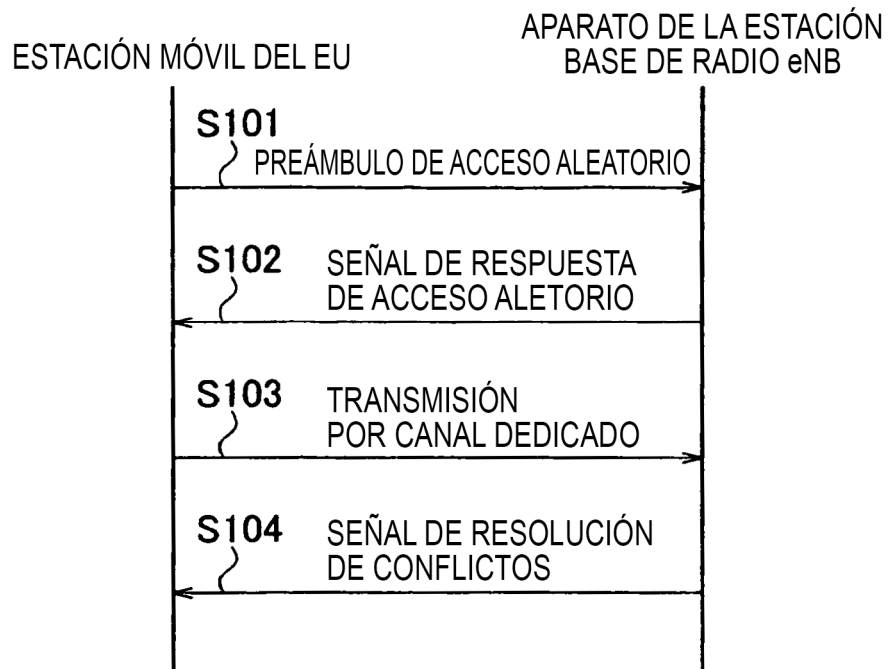 ESTACIÓN MÓVIL DEL EU
APARATO DE LA ESTACIÓN
BASE DE RADIO eNB
S101
PREÁMBULO DE ACCESO ALEATORIO
S102
SEÑAL DE RESPUESTA
DE ACCESO ALETORIO
S103
TRANSMISIÓN
POR CANAL DEDICADO
S104
SEÑAL DE RESOLUCIÓN
DE CONFLICTOS